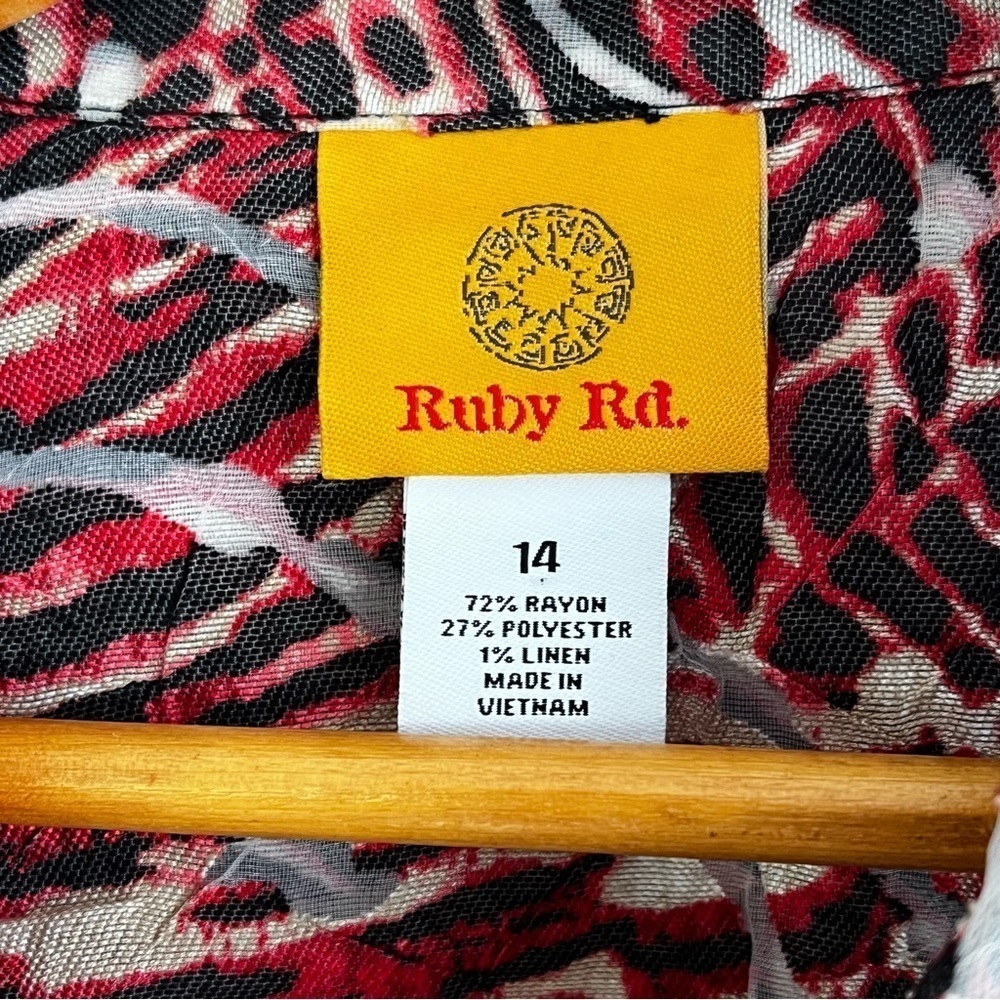 Ruby Rd.
14
72% RAYON
27% POLYESTER
1% LINEN
MADE IN
VIETNAM